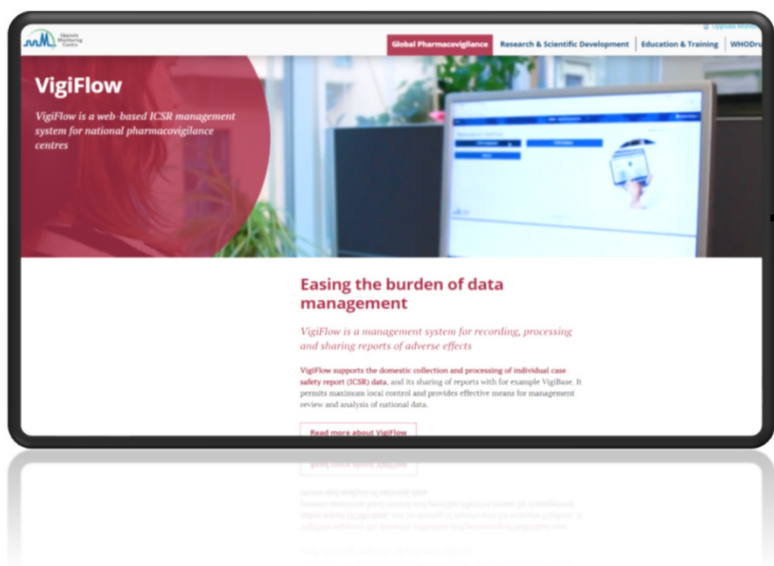 Uppsala
Monitoring
Centre
Global Pharmacovigilance
Research & Scientific Development
Education & Training
WHODru
VigiFlow
VigiFlow is a web-based ICSR management
system for national pharmacovigilance
centres
Easing the burden of data
management
VigiFlow is a management system for recording, processing
and sharing reports of adverse effects
VigiFlow supports the domestic collection and processing of individual case
safety report (ICSR) data, and its sharing of reports with for example VigiBase. It
permits maximum local control and provides effective means for management
review and analysis of national data.
Read more about VigiFlow